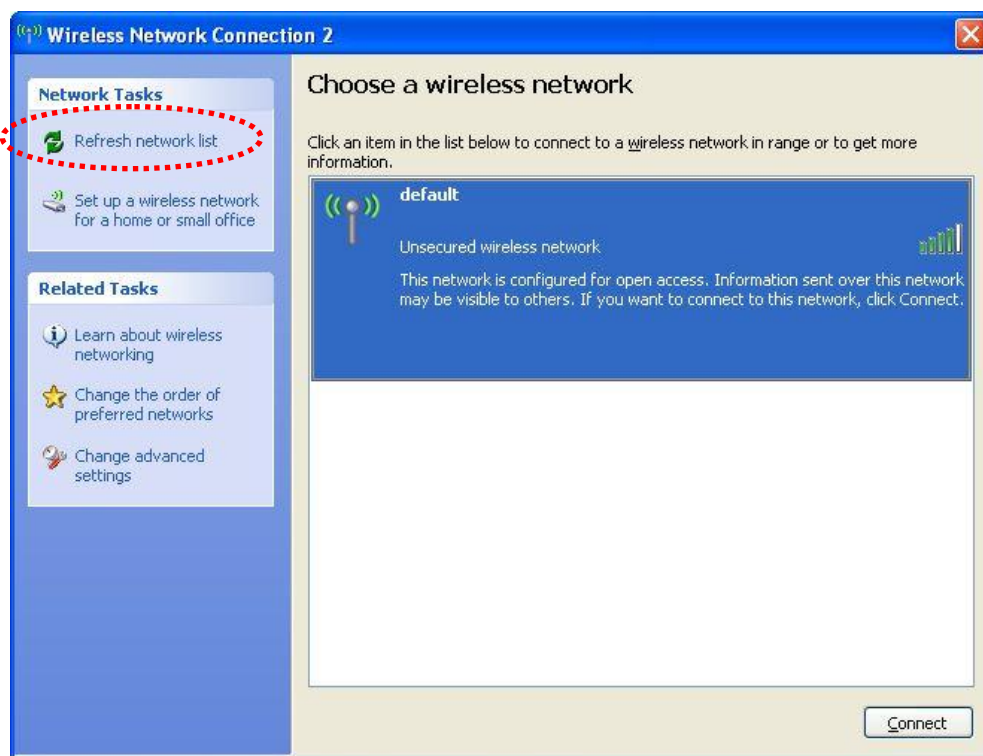 Wireless Network Connection 2
Network Tasks
Refresh network list
Set up a wireless network
for a home or small office
Related Tasks
Learn about wireless
networking
Change the order of
preferred networks
Change advanced
settings
Choose a wireless network
Click an item in the list below to connect to a wireless network in range or to get more
information.
default
Unsecured wireless network
This network is configured for open access. Information sent over this network
may be visible to others. If you want to connect to this network, click Connect.
Connect